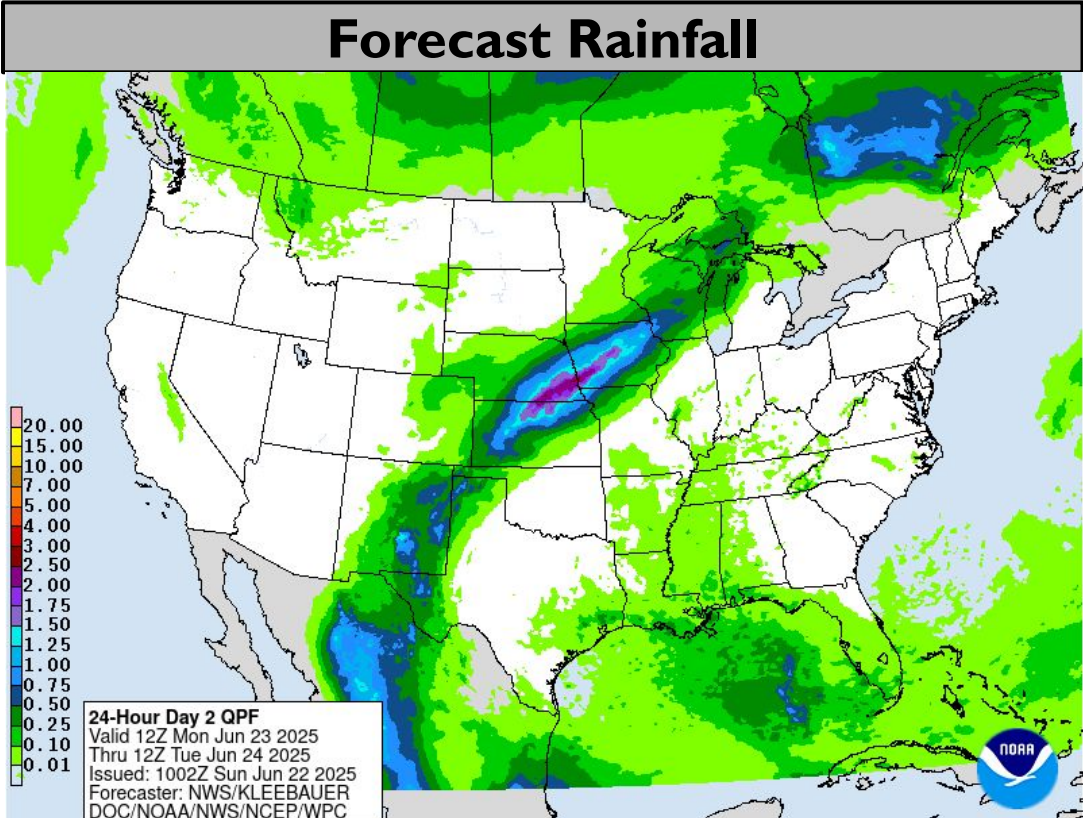 Forecast Rainfall
20.00
15.00
10.00
7.00
5.00
4.00
3.00
2.50
2.00
1.75
1.50
1.25
1.00
0.75
0.50
0.25
0.10
0.01
24-Hour Day 2 QPF
Valid 12Z Mon Jun 23 2025
Thru 12Z Tue Jun 24 2025
Issued: 1002Z Sun Jun 22 2025
Forecaster: NWS/KLEEBAUER
DOC/NOAA/NWS/NCEP/WPC
NOAA